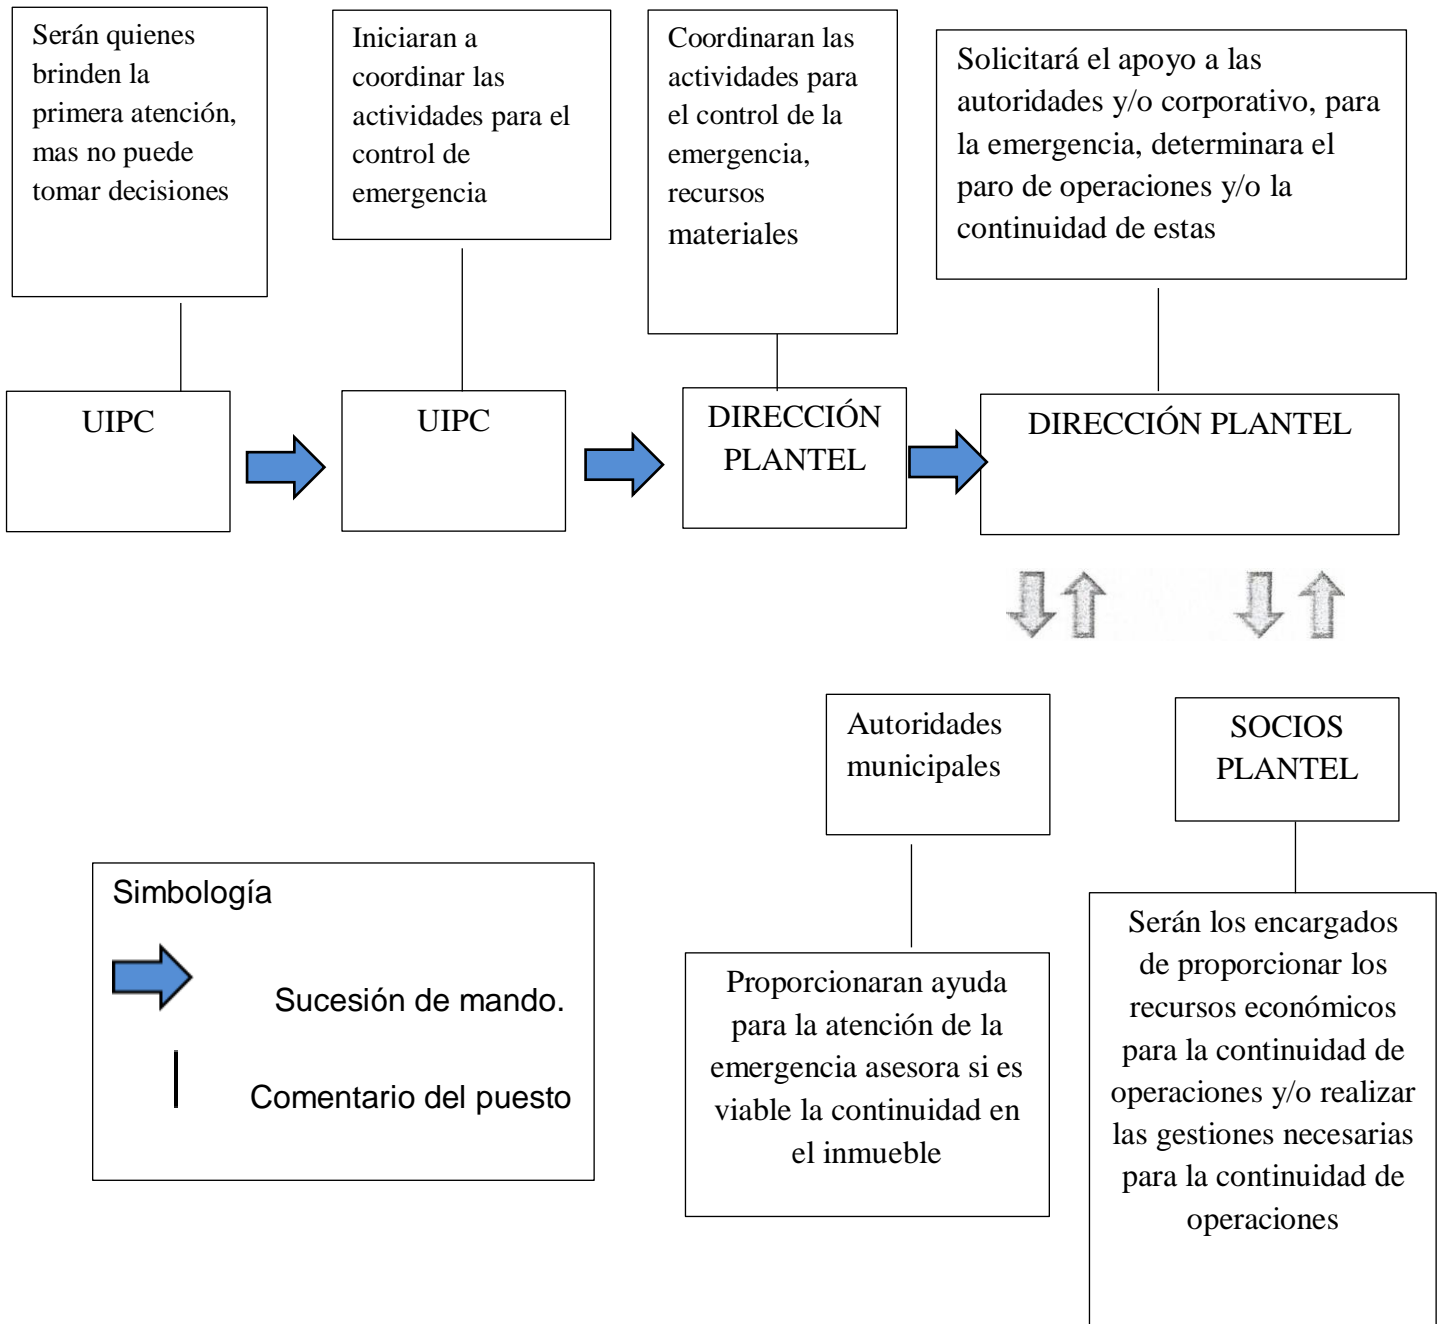 Serán quienes
brinden la
primera atención,
mas no puede
tomar decisiones
Iniciaran a
coordinar las
actividades para el
control de
emergencia
Coordinaran las
actividades para
el control de la
emergencia,
recursos
materiales
Solicitará el apoyo a las
autoridades y/o corporativo, para
la emergencia, determinara el
paro de operaciones y/o la
continuidad de estas
UIPC
UIPC
DIRECCIÓN
PLANTEL
DIRECCIÓN PLANTEL
Autoridades
municipales
SOCIOS
PLANTEL
Simbología
Sucesión de mando.
Comentario del puesto
Proporcionaran ayuda
para la atención de la
emergencia asesora si es
viable la continuidad en
el inmueble
Serán los encargados
de proporcionar los
recursos económicos
para la continuidad de
operaciones y/o realizar
las gestiones necesarias
para la continuidad de
operaciones